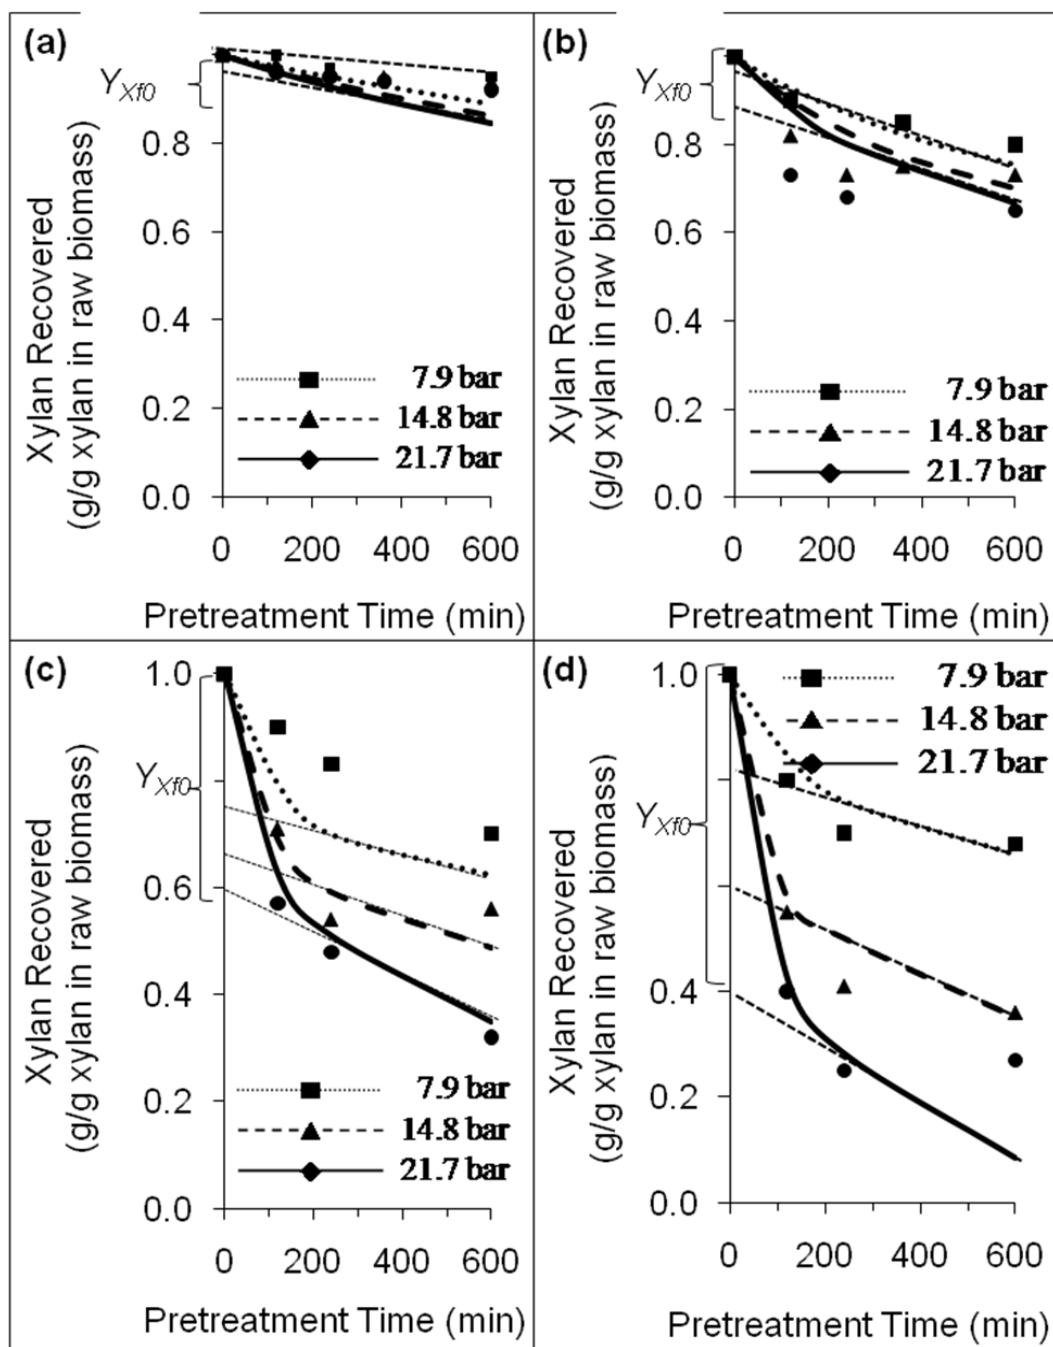 (a)
Y_Xf0
Xylan Recovered
(g/g xylan in raw biomass)
0.8
0.6
0.4
0.2
0.0
7.9 bar
14.8 bar
21.7 bar
0 200 400 600
Pretreatment Time (min)
(b)
Y_Xf0
Xylan Recovered
(g/g xylan in raw biomass)
0.8
0.6
0.4
0.2
0.0
7.9 bar
14.8 bar
21.7 bar
0 200 400 600
Pretreatment Time (min)
(c)
1.0
Y_Xf0
Xylan Recovered
(g/g xylan in raw biomass)
0.6
0.4
0.2
0.0
7.9 bar
14.8 bar
21.7 bar
0 200 400 600
Pretreatment Time (min)
(d)
1.0
7.9 bar
14.8 bar
21.7 bar
Y_Xf0
Xylan Recovered
(g/g xylan in raw biomass)
0.4
0.2
0.0
0 200 400 600
Pretreatment Time (min)